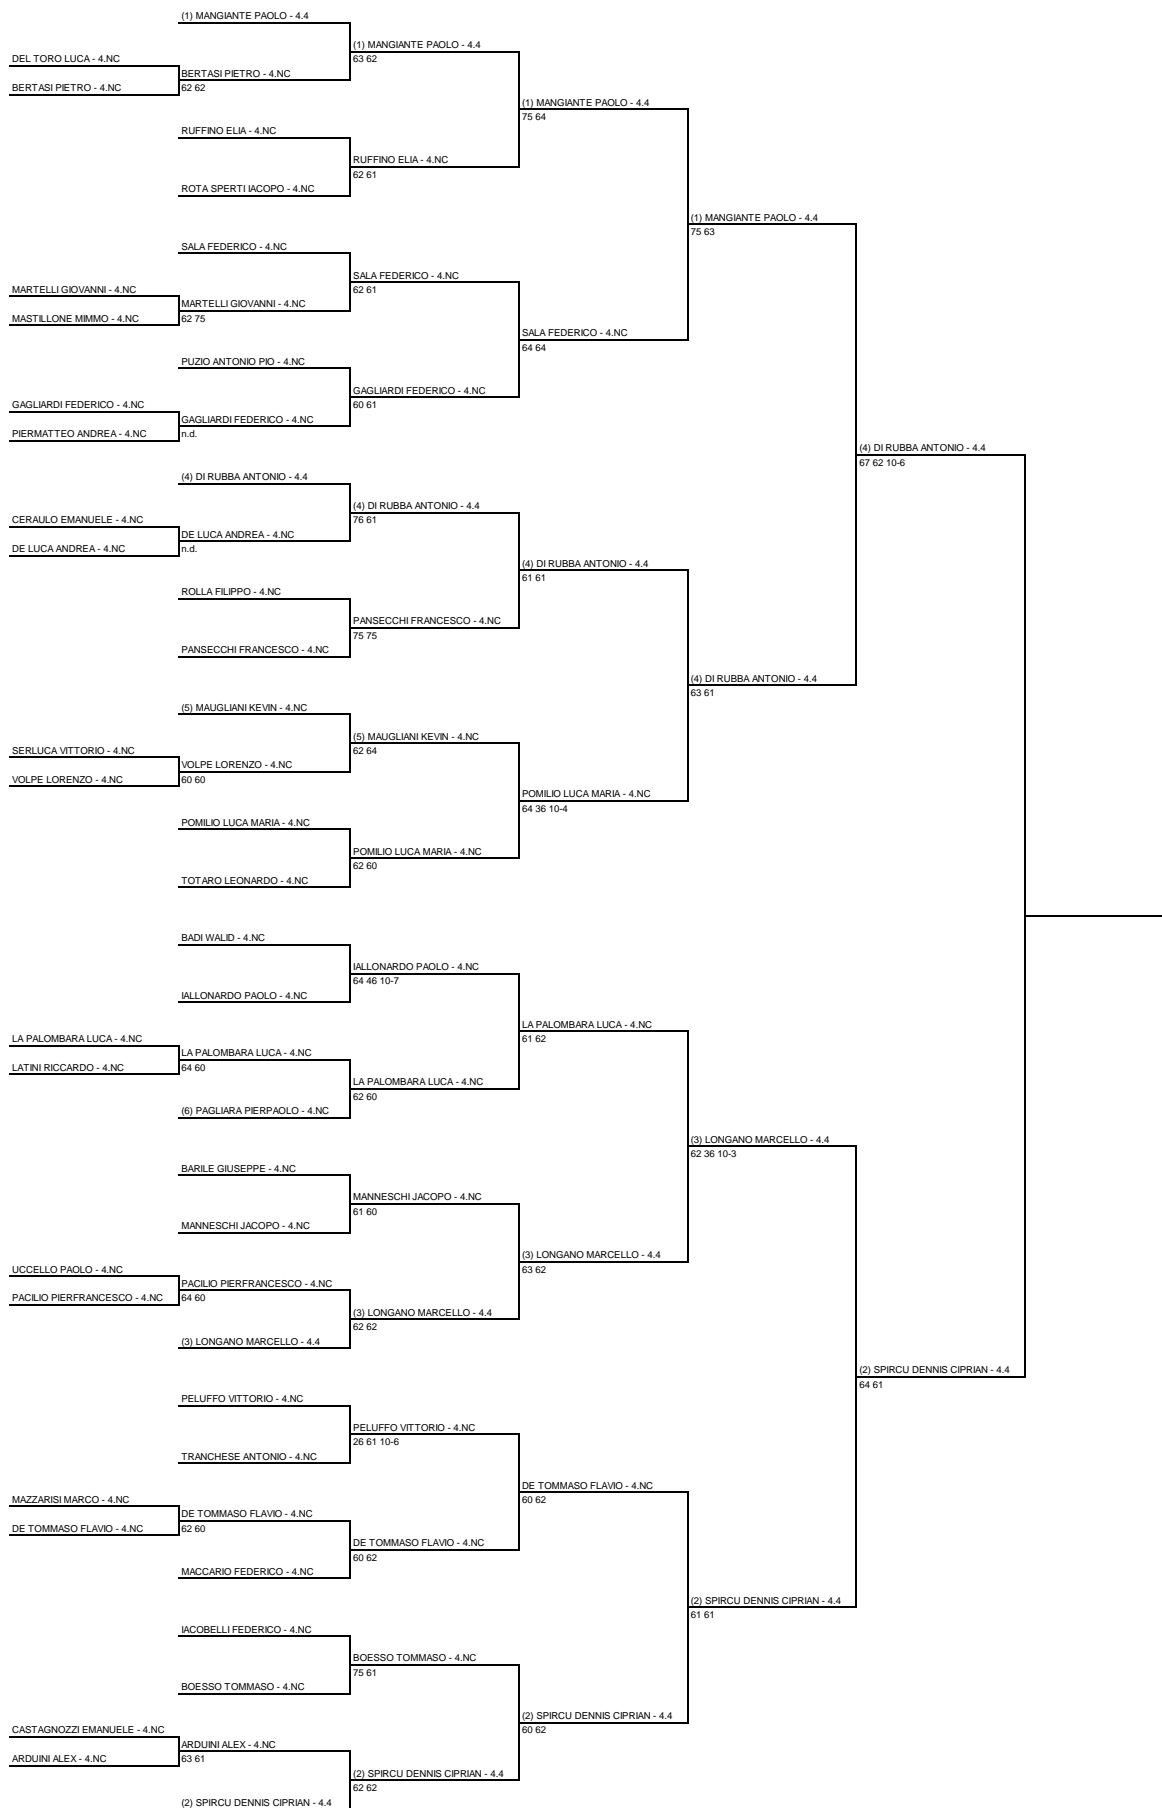 (1) MANGIANTE PAOLO - 4.4
(1) MANGIANTE PAOLO - 4.4
63 62
DEL TORO LUCA - 4.NC
BERTASI PIETRO - 4.NC
BERTASI PIETRO - 4.NC
62 62
(1) MANGIANTE PAOLO - 4.4
75 64
RUFFINO ELIA - 4.NC
RUFFINO ELIA - 4.NC
62 61
ROTA SPERTI IACOPO - 4.NC
(1) MANGIANTE PAOLO - 4.4
75 63
SALA FEDERICO - 4.NC
SALA FEDERICO - 4.NC
62 61
MARTELLI GIOVANNI - 4.NC
MARTELLI GIOVANNI - 4.NC
MASTILLONE MIMMO - 4.NC
62 75
SALA FEDERICO - 4.NC
64 64
PUZIO ANTONIO PIO - 4.NC
GAGLIARDI FEDERICO - 4.NC
60 61
GAGLIARDI FEDERICO - 4.NC
GAGLIARDI FEDERICO - 4.NC
PIERMATTEO ANDREA - 4.NC
n.d.
(4) DI RUBBA ANTONIO - 4.4
67 62 10-6
(4) DI RUBBA ANTONIO - 4.4
(4) DI RUBBA ANTONIO - 4.4
76 61
CERAULO EMANUELE - 4.NC
DE LUCA ANDREA - 4.NC
DE LUCA ANDREA - 4.NC
n.d.
(4) DI RUBBA ANTONIO - 4.4
61 61
ROLLA FILIPPO - 4.NC
PANSECCHI FRANCESCO - 4.NC
75 75
PANSECCHI FRANCESCO - 4.NC
(4) DI RUBBA ANTONIO - 4.4
63 61
(5) MAUGLIANI KEVIN - 4.NC
(5) MAUGLIANI KEVIN - 4.NC
62 64
SERLUCA VITTORIO - 4.NC
VOLPE LORENZO - 4.NC
VOLPE LORENZO - 4.NC
60 60
POMILIO LUCA MARIA - 4.NC
64 36 10-4
POMILIO LUCA MARIA - 4.NC
POMILIO LUCA MARIA - 4.NC
62 60
TOTARO LEONARDO - 4.NC
BADI WALID - 4.NC
IALLONARDO PAOLO - 4.NC
64 46 10-7
IALLONARDO PAOLO - 4.NC
LA PALOMBARA LUCA - 4.NC
61 62
LA PALOMBARA LUCA - 4.NC
LA PALOMBARA LUCA - 4.NC
LATINI RICCARDO - 4.NC
64 60
LA PALOMBARA LUCA - 4.NC
62 60
(6) PAGLIARA PIERPAOLO - 4.NC
(3) LONGANO MARCELLO - 4.4
62 36 10-3
BARILE GIUSEPPE - 4.NC
MANNESCHI JACOPO - 4.NC
61 60
MANNESCHI JACOPO - 4.NC
(3) LONGANO MARCELLO - 4.4
63 62
UCCELLO PAOLO - 4.NC
PACILIO PIERFRANCESCO - 4.NC
PACILIO PIERFRANCESCO - 4.NC
64 60
(3) LONGANO MARCELLO - 4.4
62 62
(3) LONGANO MARCELLO - 4.4
(2) SPIRCU DENNIS CIPRIAN - 4.4
64 61
PELUFFO VITTORIO - 4.NC
PELUFFO VITTORIO - 4.NC
26 61 10-6
TRANCHESE ANTONIO - 4.NC
DE TOMMASO FLAVIO - 4.NC
60 62
MAZZARISI MARCO - 4.NC
DE TOMMASO FLAVIO - 4.NC
DE TOMMASO FLAVIO - 4.NC
62 60
DE TOMMASO FLAVIO - 4.NC
60 62
MACCARIO FEDERICO - 4.NC
(2) SPIRCU DENNIS CIPRIAN - 4.4
61 61
IACOBELLI FEDERICO - 4.NC
BOESSO TOMMASO - 4.NC
75 61
BOESSO TOMMASO - 4.NC
(2) SPIRCU DENNIS CIPRIAN - 4.4
60 62
CASTAGNOZZI EMANUELE - 4.NC
ARDUINI ALEX - 4.NC
ARDUINI ALEX - 4.NC
63 61
(2) SPIRCU DENNIS CIPRIAN - 4.4
62 62
(2) SPIRCU DENNIS CIPRIAN - 4.4